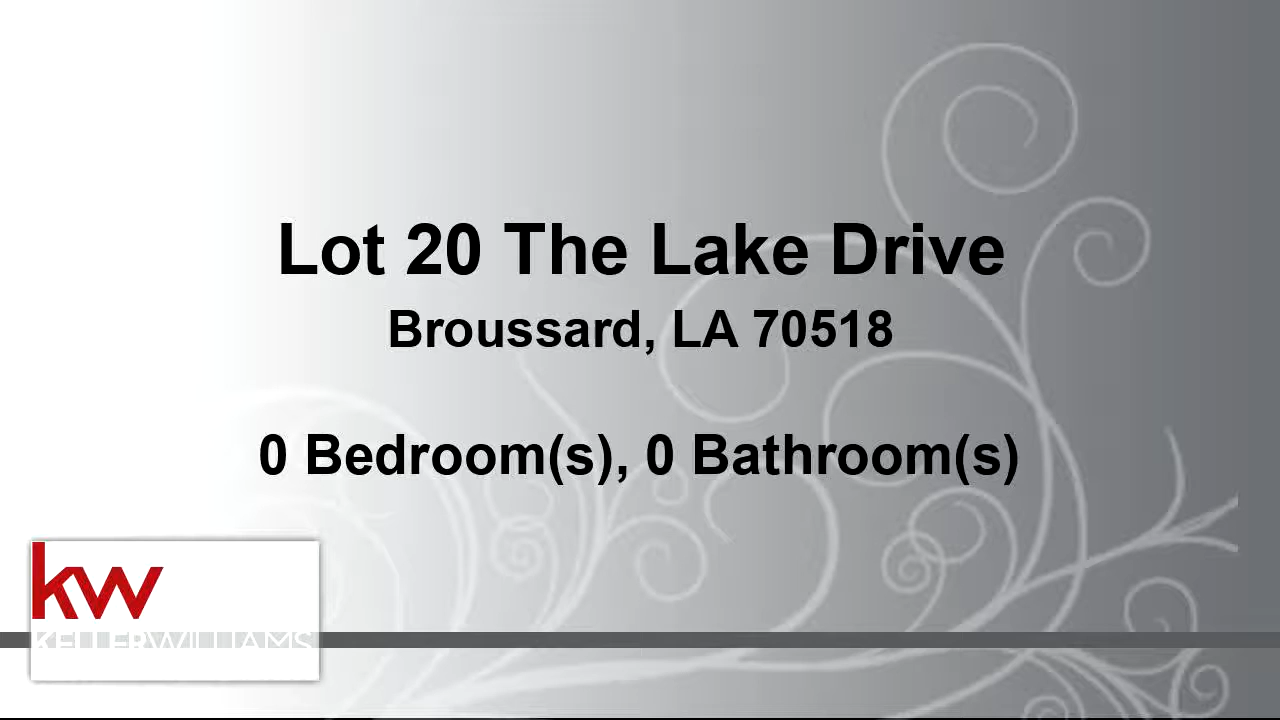 Lot 20 The Lake Drive
Broussard, LA 70518
0 Bedroom(s), 0 Bathroom(s)
kw
KELLERWILLIAMS